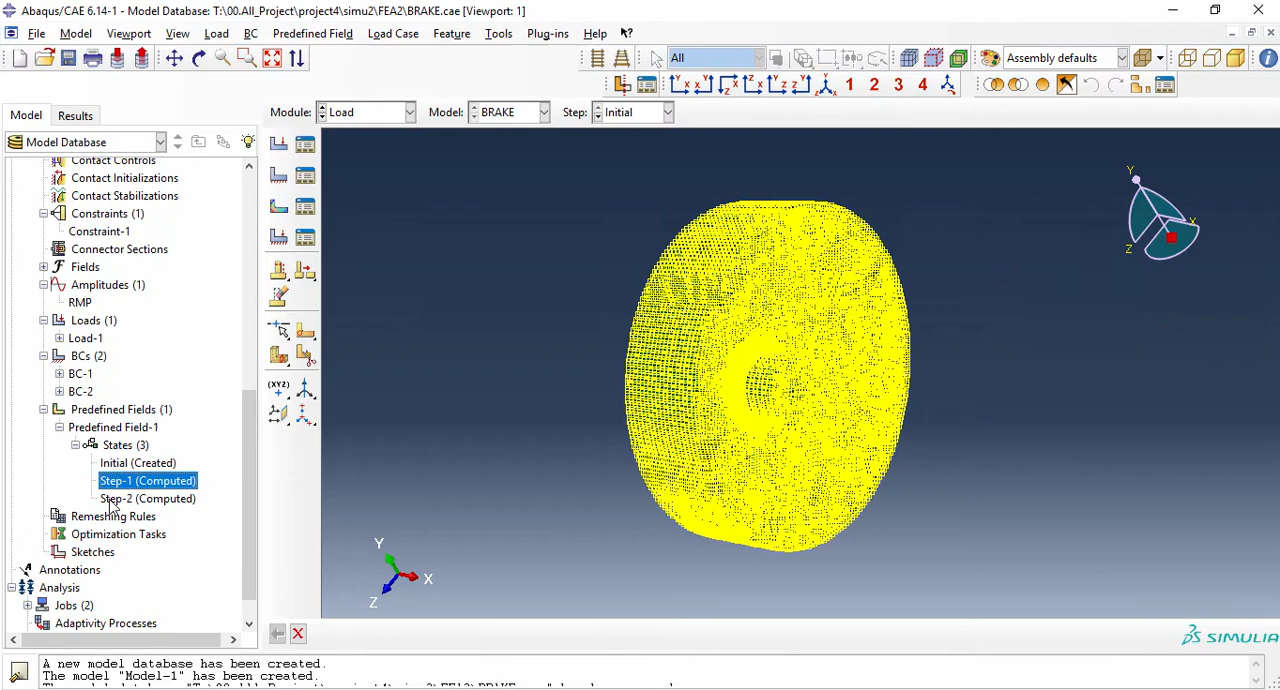 Abaqus/CAE 6.14-1 - Model Database: T:\00.All_Project\project4\simu2\FEA2\BRAKE.cae [Viewport: 1]
File Model Viewport View Load BC Predefined Field Load Case Feature Tools Plug-ins Help
All Assembly defaults
1 2 3 4
Model Results Module: Load Model: BRAKE Step: Initial
Model Database
Contact Controls
Contact Initializations
Contact Stabilizations
Constraints (1)
Constraint-1
Connector Sections
Fields
Amplitudes (1)
RMP
Loads (1)
Load-1
BCs (2)
BC-1
BC-2
Predefined Fields (1)
Predefined Field-1
States (3)
Initial (Created)
Step-1 (Computed)
Step-2 (Computed)
Remeshing Rules
Optimization Tasks
Sketches
Annotations
Analysis
Jobs (2)
Adaptivity Processes
(XYZ)
Y
X
Z
Y
X
Z
SIMULIA
A new model database has been created.
The model "Model-1" has been created.